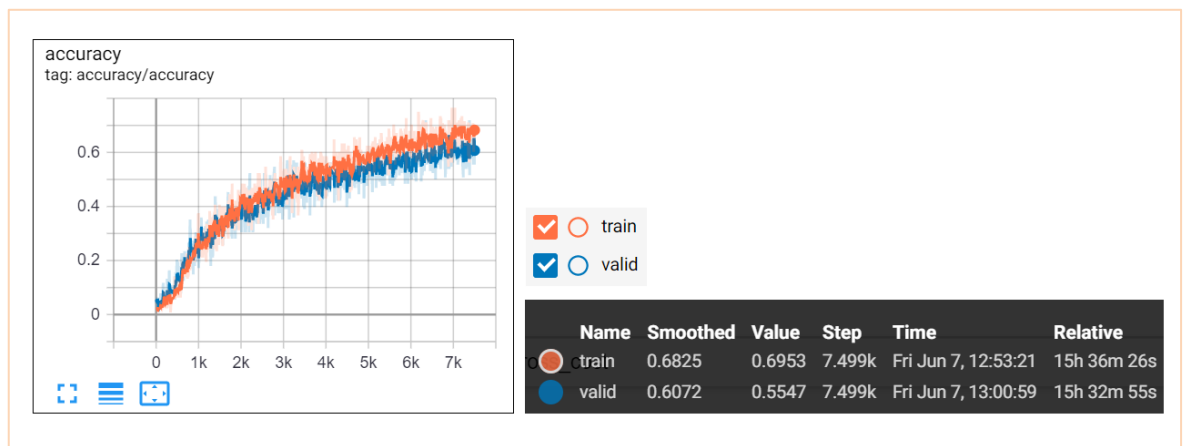 accuracy
tag: accuracy/accuracy
0.6
0.4
0.2
0
0 1k 2k 3k 4k 5k 6k 7k
train
valid
Name Smoothed Value Step Time Relative
train 0.6825 0.6953 7.499k Fri Jun 7, 12:53:21 15h 36m 26s
valid 0.6072 0.5547 7.499k Fri Jun 7, 13:00:59 15h 32m 55s